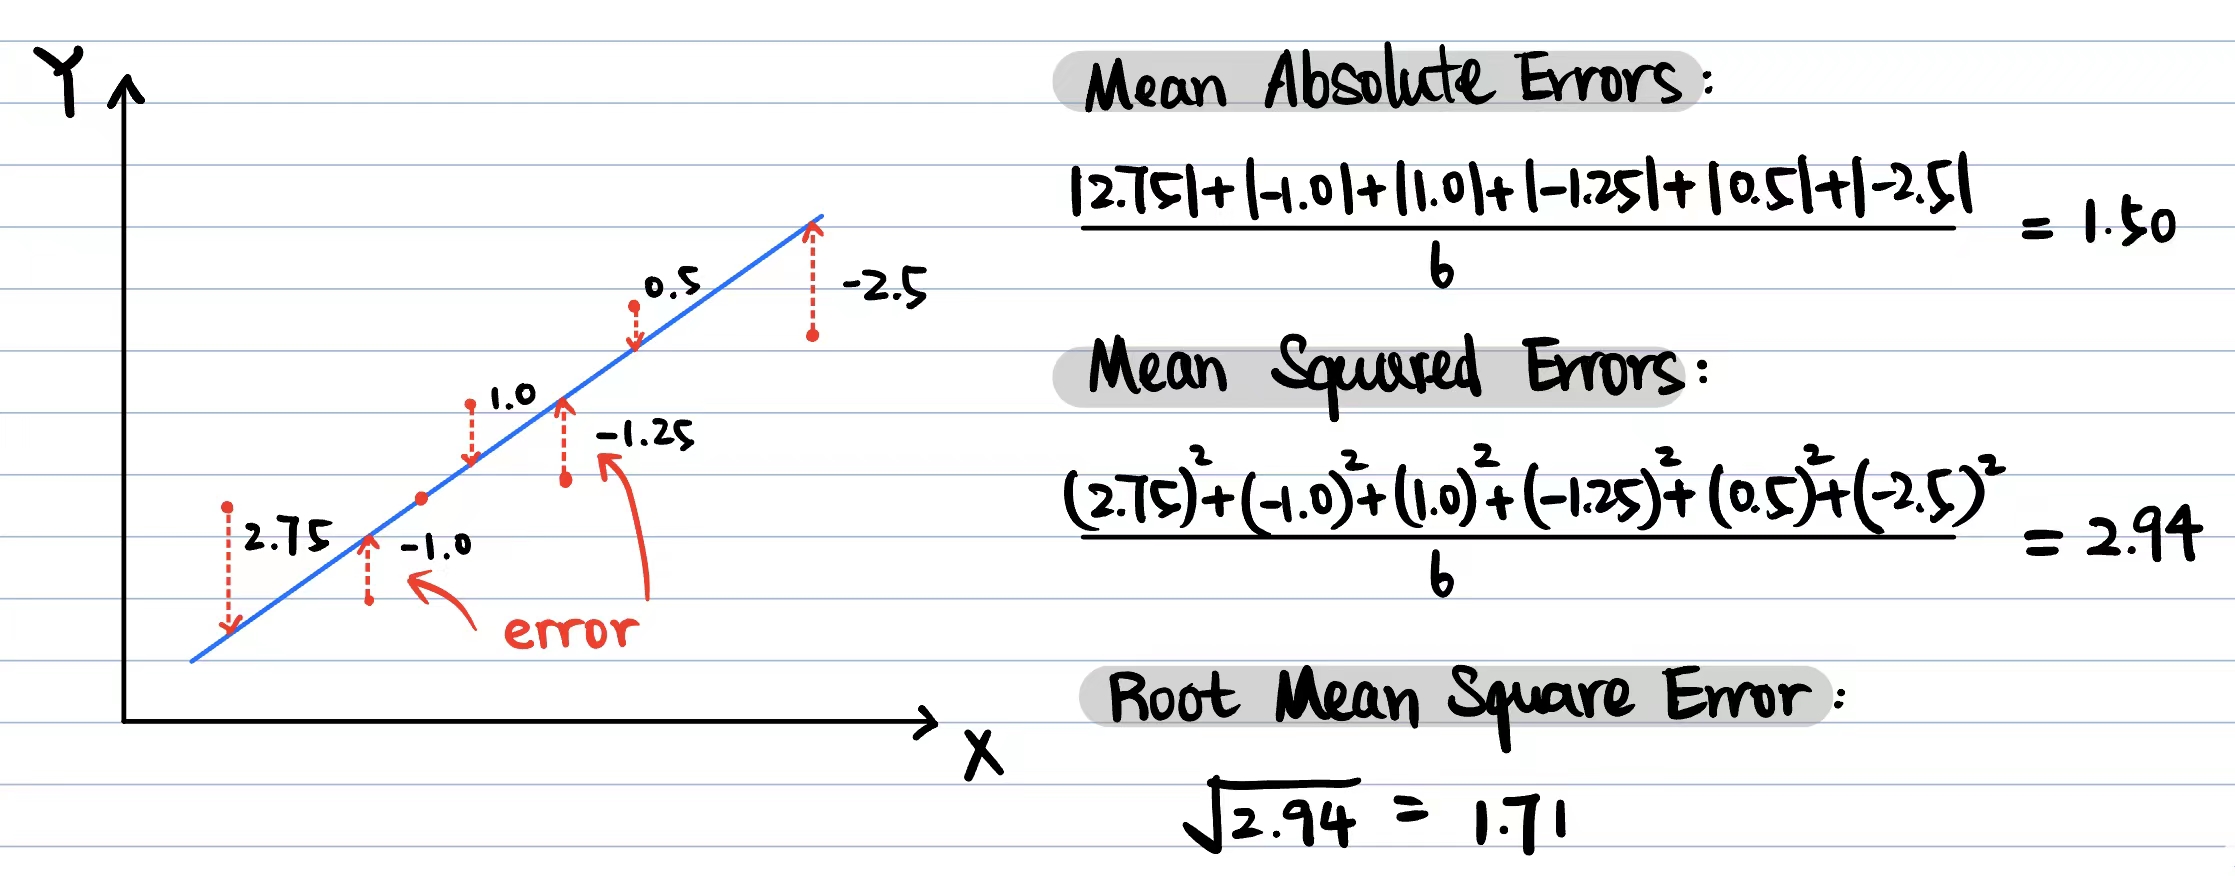 Y
0.5
-2.5
1.0
-1.25
2.75
-1.0
error
X
Mean Absolute Errors:
|2.75|+|-1.0|+|1.0|+|-1.25|+|0.5|+|-2.5|
6
= 1.50
Mean Squared Errors:
(2.75)²+(-1.0)²+(1.0)²+(-1.25)²+(0.5)²+(-2.5)²
6
= 2.94
Root Mean Square Error:
√2.94 = 1.71